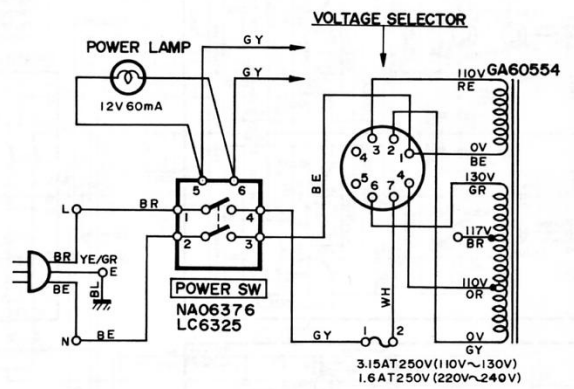 VOLTAGE SELECTOR
GY
POWER LAMP
GY
12V 60mA
110V
RE
GA60554
3 2
4 1
5 4
6 7
0V
BE
130V
GR
117V
BR
110V
OR
0V
GY
BE
WH
5 6
1 4
2 3
L
BR
BR
YE/GR
E
BE
BL
N
BE
POWER SW
NA06376
LC6325
GY
1 2
3.15AT250V(110V~130V)
1.6AT250V(220V~240V)